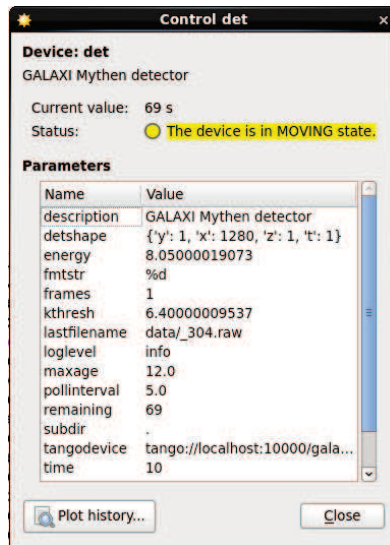 Control det
Device: det
GALAXI Mythen detector
Current value: 69 s
Status: The device is in MOVING state.
Parameters
Name Value
description GALAXI Mythen detector
detshape {'y': 1, 'x': 1280, 'z': 1, 't': 1}
energy 8.05000019073
fmtstr %d
frames 1
kthresh 6.40000009537
lastfilename data/_304.raw
loglevel info
maxage 12.0
pollinterval 5.0
remaining 69
subdir .
tangodevice tango://localhost:10000/gala...
time 10
Plot history... Close